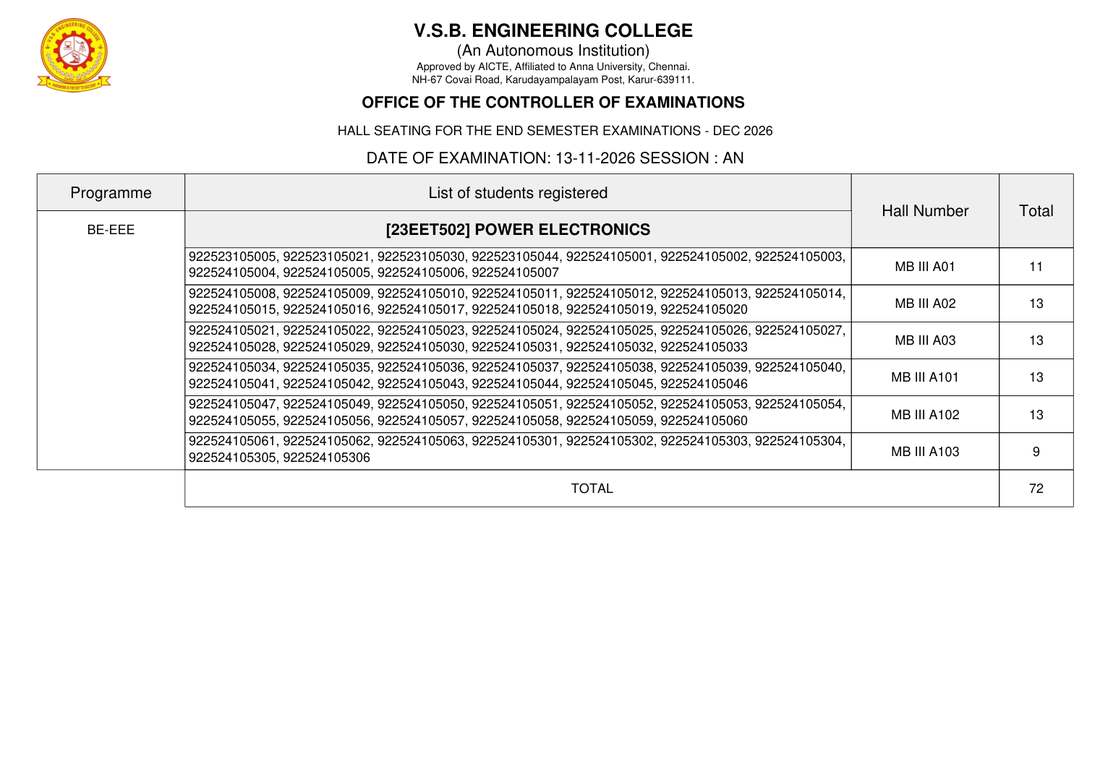 V.S.B. ENGINEERING COLLEGE
(An Autonomous Institution)
Approved by AICTE, Affiliated to Anna University, Chennai.
NH-67 Covai Road, Karudayampalayam Post, Karur-639111.
OFFICE OF THE CONTROLLER OF EXAMINATIONS
HALL SEATING FOR THE END SEMESTER EXAMINATIONS - DEC 2026
DATE OF EXAMINATION: 13-11-2026 SESSION : AN
Programme List of students registered Hall Number Total
BE-EEE [23EET502] POWER ELECTRONICS
922523105005, 922523105021, 922523105030, 922523105044, 922524105001, 922524105002, 922524105003,
922524105004, 922524105005, 922524105006, 922524105007
MB III A01 11
922524105008, 922524105009, 922524105010, 922524105011, 922524105012, 922524105013, 922524105014,
922524105015, 922524105016, 922524105017, 922524105018, 922524105019, 922524105020
MB III A02 13
922524105021, 922524105022, 922524105023, 922524105024, 922524105025, 922524105026, 922524105027,
922524105028, 922524105029, 922524105030, 922524105031, 922524105032, 922524105033
MB III A03 13
922524105034, 922524105035, 922524105036, 922524105037, 922524105038, 922524105039, 922524105040,
922524105041, 922524105042, 922524105043, 922524105044, 922524105045, 922524105046
MB III A101 13
922524105047, 922524105049, 922524105050, 922524105051, 922524105052, 922524105053, 922524105054,
922524105055, 922524105056, 922524105057, 922524105058, 922524105059, 922524105060
MB III A102 13
922524105061, 922524105062, 922524105063, 922524105301, 922524105302, 922524105303, 922524105304,
922524105305, 922524105306
MB III A103 9
TOTAL 72